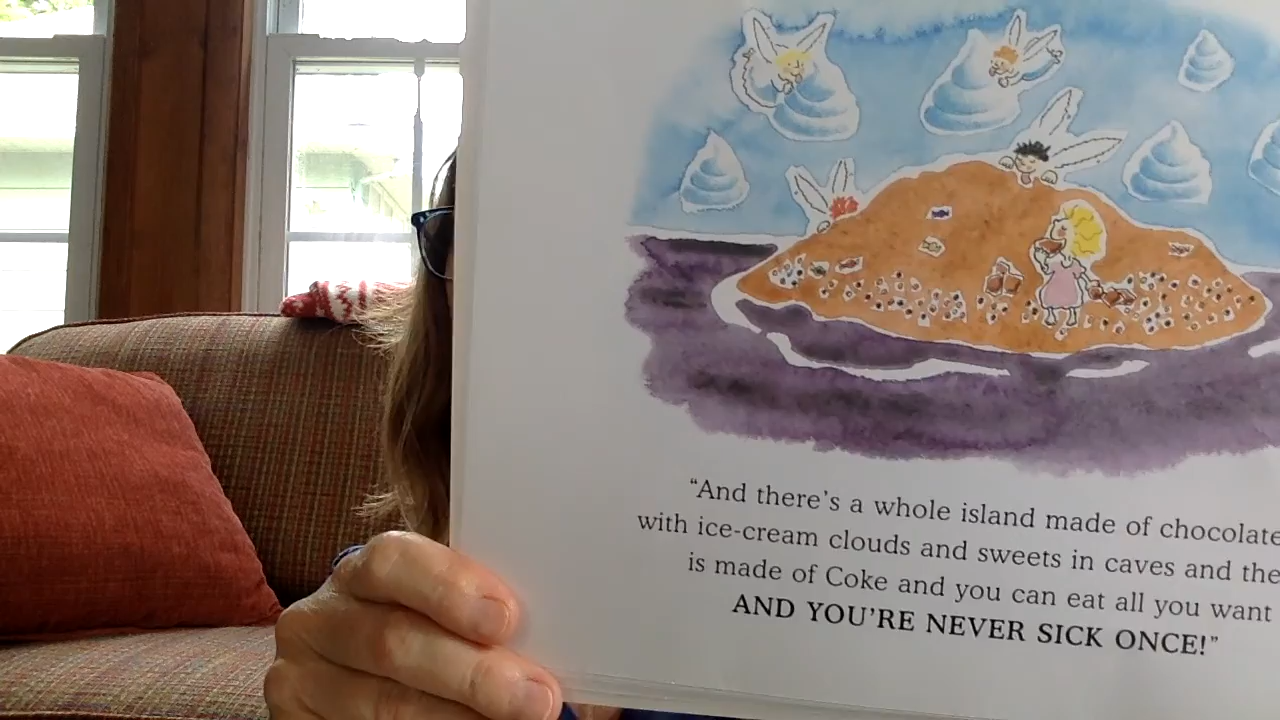 “And there’s a whole island made of chocolate
with ice-cream clouds and sweets in caves and the
is made of Coke and you can eat all you want
AND YOU’RE NEVER SICK ONCE!”